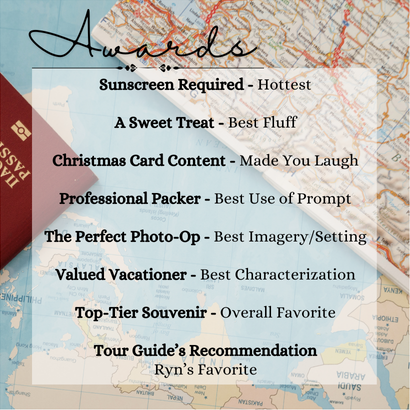 Awards
Sunscreen Required - Hottest
A Sweet Treat - Best Fluff
Christmas Card Content - Made You Laugh
Professional Packer - Best Use of Prompt
The Perfect Photo-Op - Best Imagery/Setting
Valued Vacationer - Best Characterization
Top-Tier Souvenir - Overall Favorite
Tour Guide's Recommendation
Ryn's Favorite